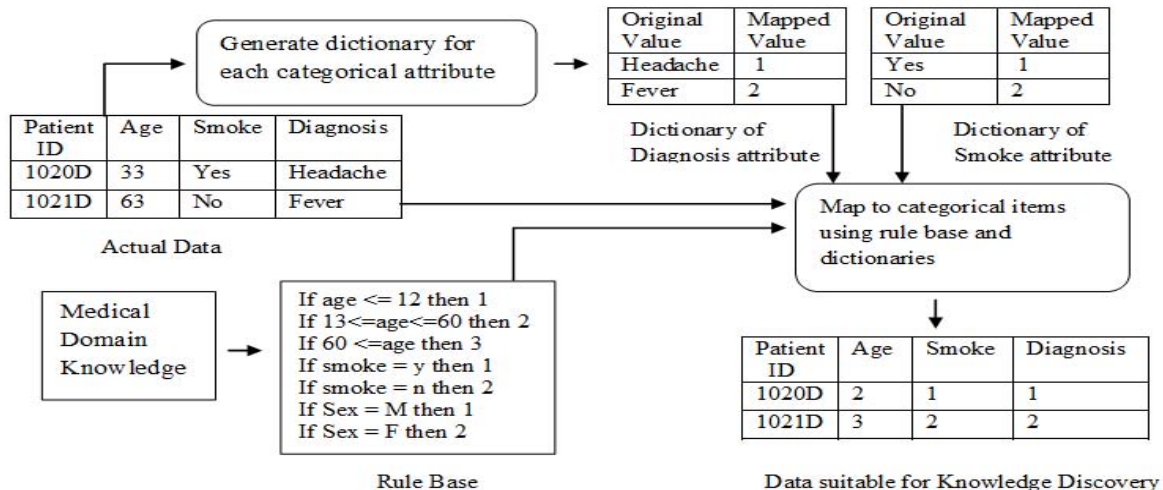 Generate dictionary for
each categorical attribute
Original Value | Mapped Value
Headache | 1
Fever | 2
Dictionary of
Diagnosis attribute
Original Value | Mapped Value
Yes | 1
No | 2
Dictionary of
Smoke attribute
Patient ID | Age | Smoke | Diagnosis
1020D | 33 | Yes | Headache
1021D | 63 | No | Fever
Actual Data
Map to categorical items
using rule base and
dictionaries
Medical
Domain
Knowledge
If age <= 12 then 1
If 13<=age<=60 then 2
If 60 <=age then 3
If smoke = y then 1
If smoke = n then 2
If Sex = M then 1
If Sex = F then 2
Rule Base
Patient ID | Age | Smoke | Diagnosis
1020D | 2 | 1 | 1
1021D | 3 | 2 | 2
Data suitable for Knowledge Discovery